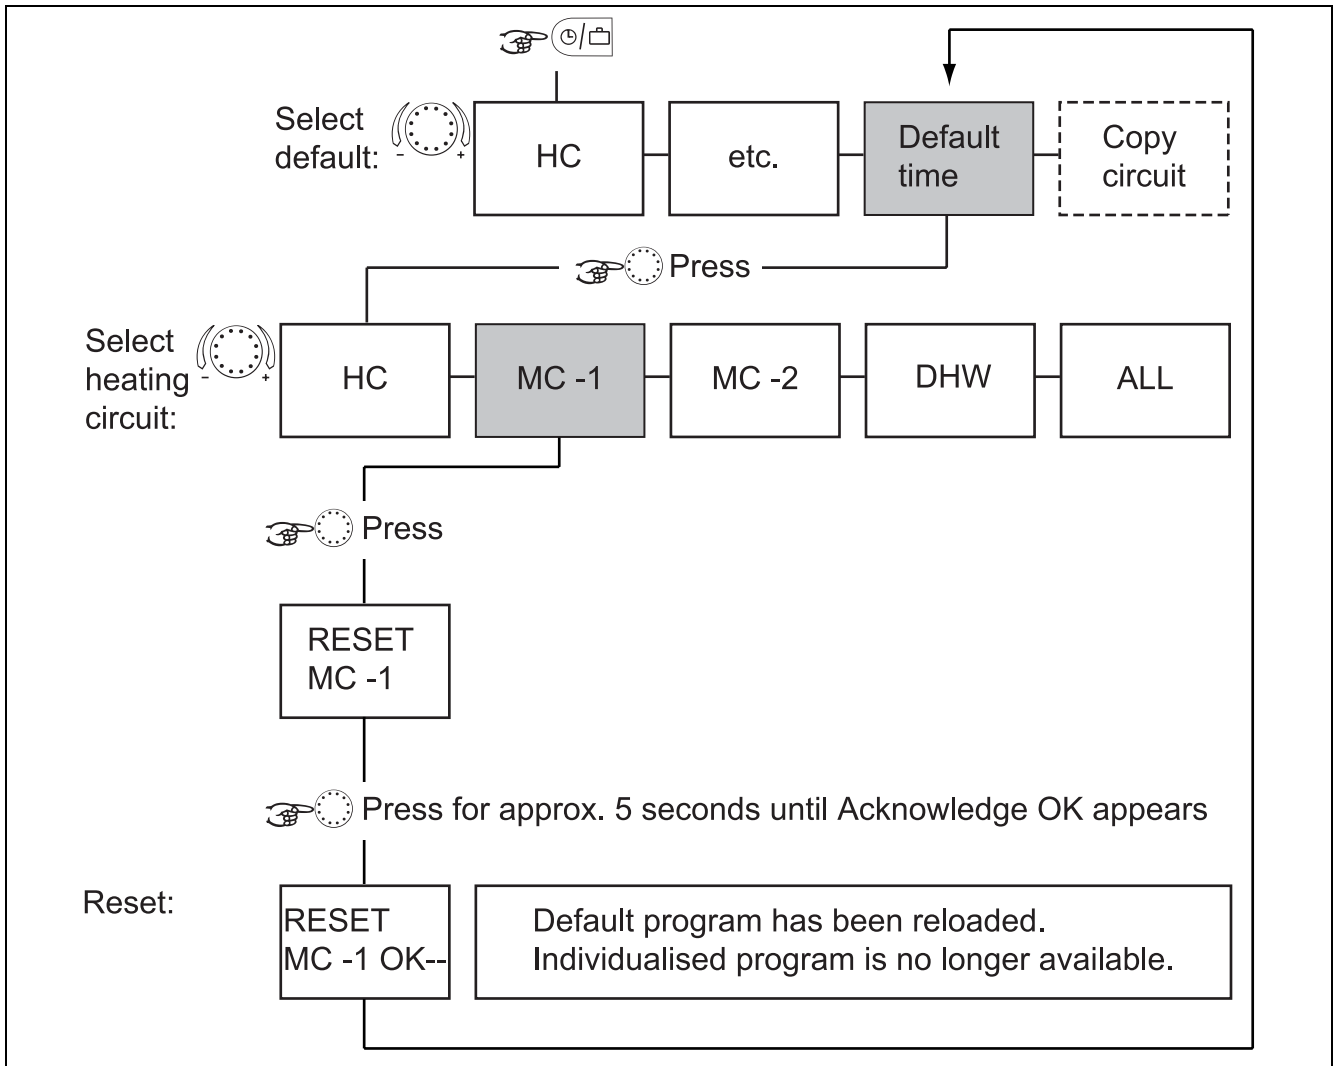 Select
default:
- +
HC
etc.
Default
time
Copy
circuit
Press
Select
heating
circuit:
- +
HC
MC -1
MC -2
DHW
ALL
Press
RESET
MC -1
Press for approx. 5 seconds until Acknowledge OK appears
Reset:
RESET
MC -1 OK--
Default program has been reloaded.
Individualised program is no longer available.